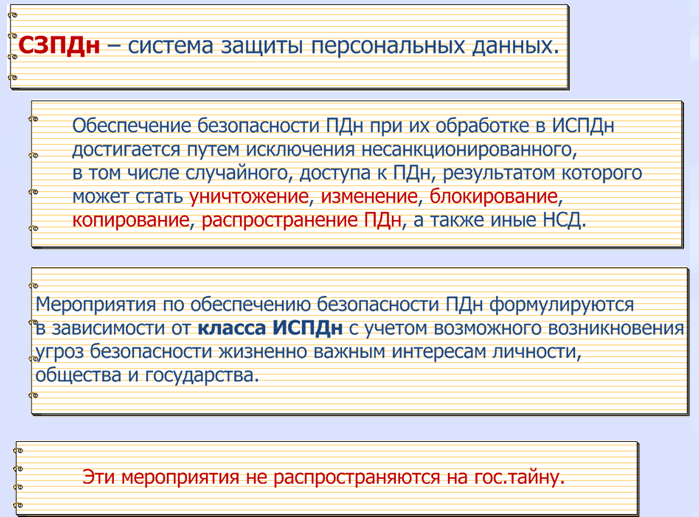 СЗПДн – система защиты персональных данных.
Обеспечение безопасности ПДн при их обработке в ИСПДн
достигается путем исключения несанкционированного,
в том числе случайного, доступа к ПДн, результатом которого
может стать уничтожение, изменение, блокирование,
копирование, распространение ПДн, а также иные НСД.
Мероприятия по обеспечению безопасности ПДн формулируются
в зависимости от класса ИСПДн с учетом возможного возникновения
угроз безопасности жизненно важным интересам личности,
общества и государства.
Эти мероприятия не распространяются на гос.тайну.